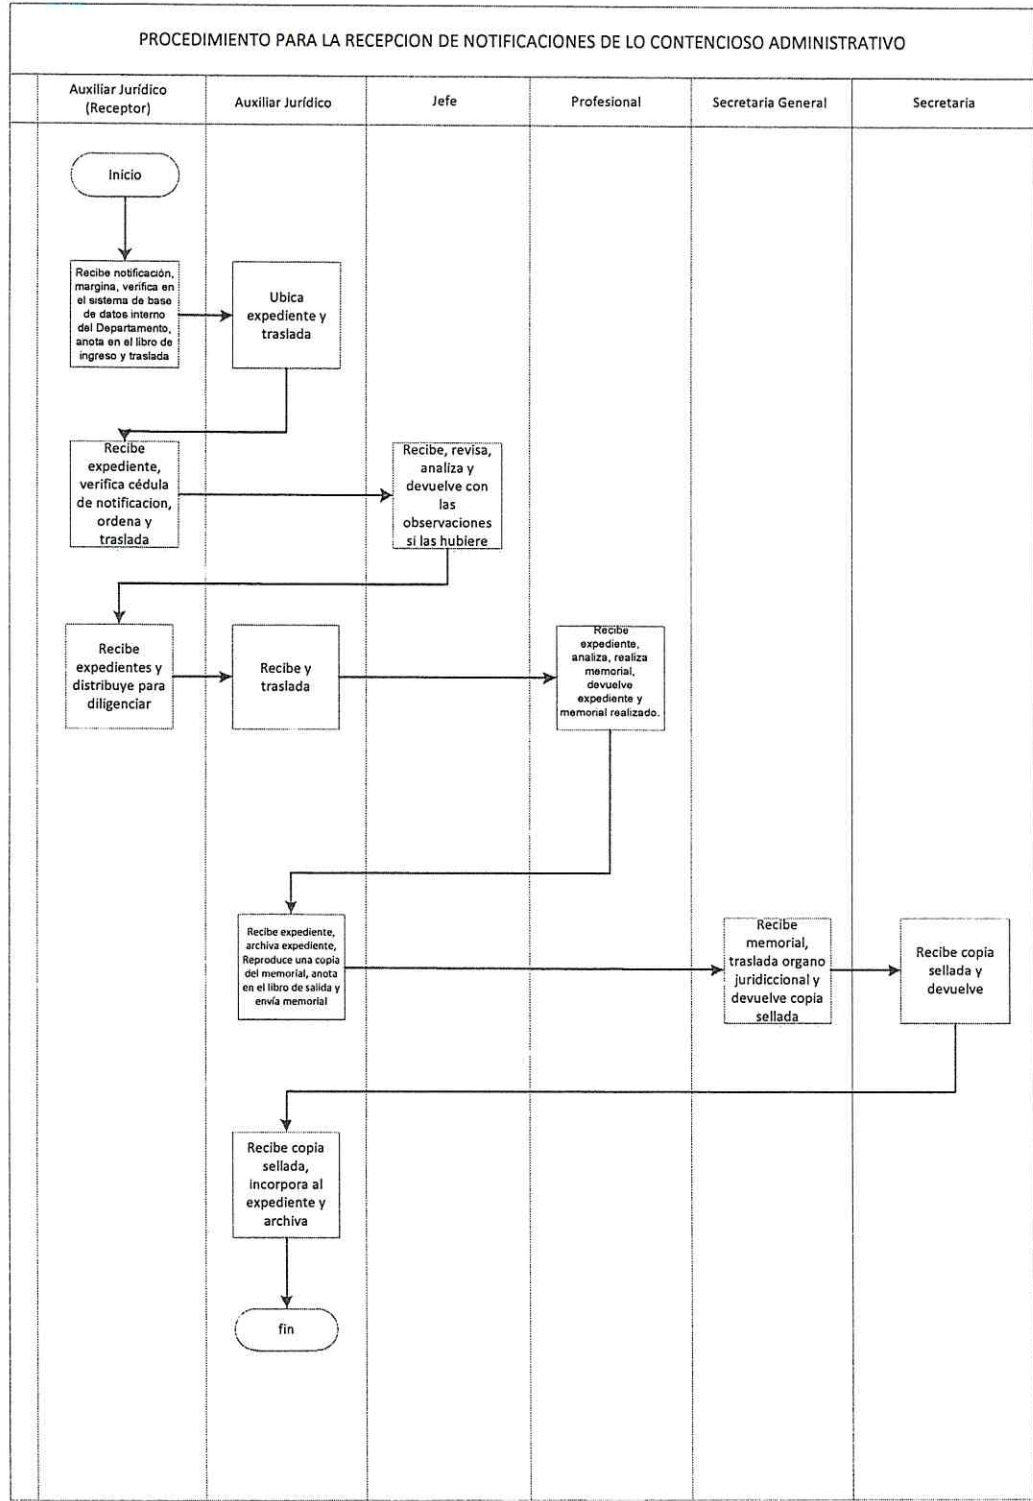 PROCEDIMIENTO PARA LA RECEPCION DE NOTIFICACIONES DE LO CONTENCIOSO ADMINISTRATIVO
Auxiliar Jurídico
(Receptor)
Auxiliar Jurídico
Jefe
Profesional
Secretaria General
Secretaria
Inicio
Recibe notificación,
margina, verifica en
el sistema de base
de datos interno
del Departamento,
anota en el libro de
ingreso y traslada
Ubica
expediente y
traslada
Recibe
expediente,
verifica cédula
de notificacion,
ordena y
traslada
Recibe, revisa,
analiza y
devuelve con
las
observaciones
si las hubiere
Recibe
expedientes y
distribuye para
diligenciar
Recibe y
traslada
Recibe
expediente,
analiza, realiza
memorial,
devuelve
expediente y
memorial realizado.
Recibe expediente,
archiva expediente,
Reproduce una copia
del memorial, anota
en el libro de salida y
envía memorial
Recibe
memorial,
traslada organo
juridiccional y
devuelve copia
sellada
Recibe copia
sellada y
devuelve
Recibe copia
sellada,
incorpora al
expediente y
archiva
fin